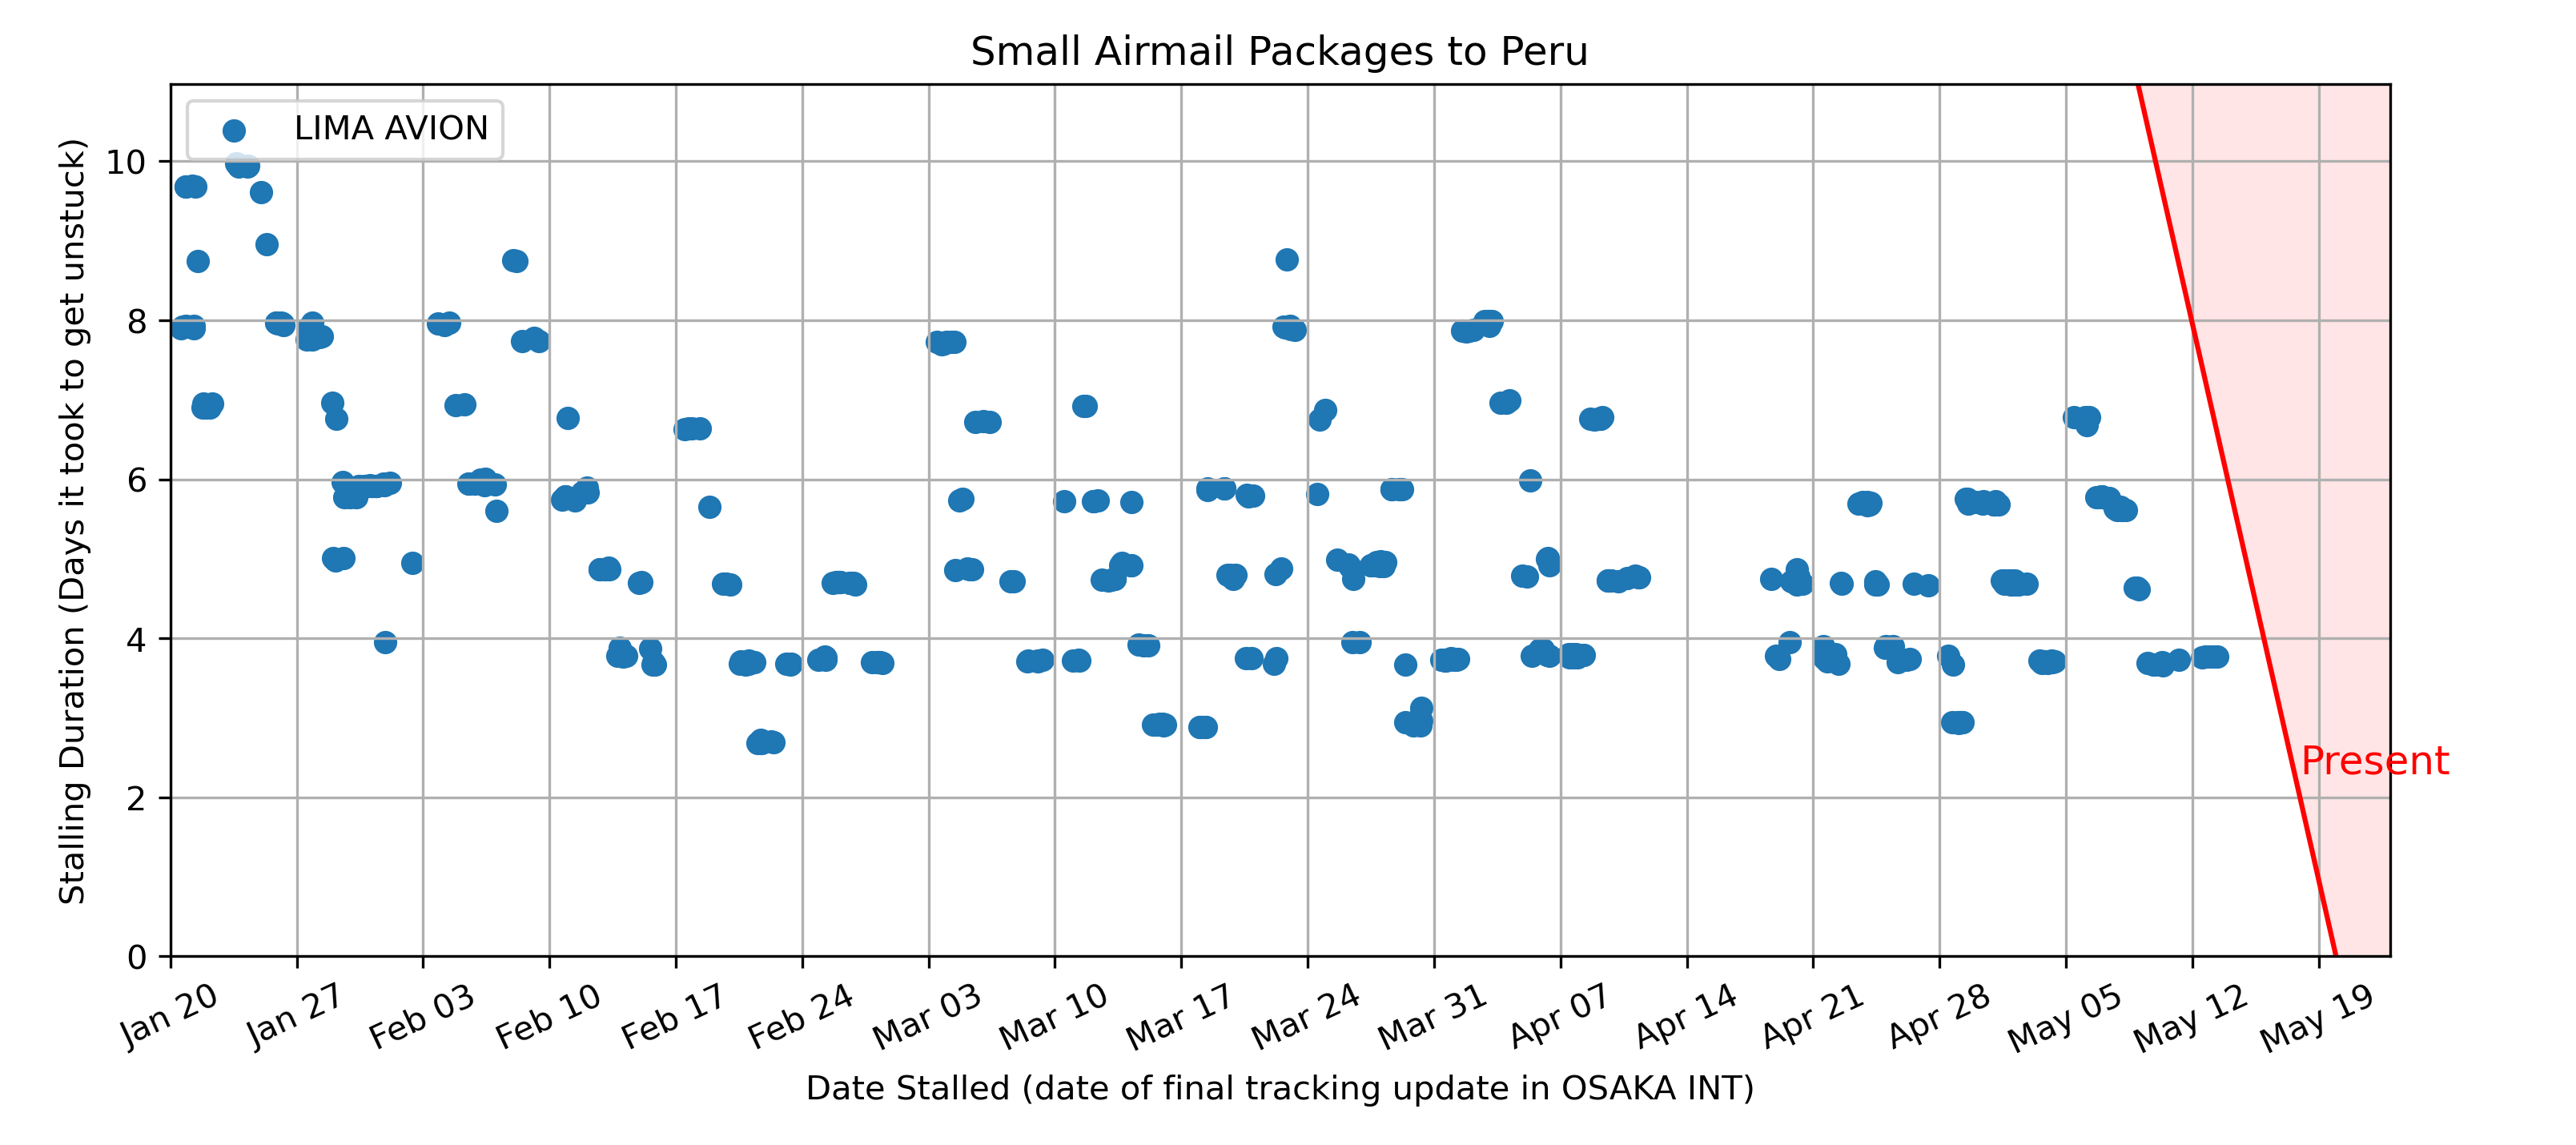 Small Airmail Packages to Peru
LIMA AVION
Stalling Duration (Days it took to get unstuck)
10
8
6
4
2
0
Present
Jan 20
Jan 27
Feb 03
Feb 10
Feb 17
Feb 24
Mar 03
Mar 10
Mar 17
Mar 24
Mar 31
Apr 07
Apr 14
Apr 21
Apr 28
May 05
May 12
May 19
Date Stalled (date of final tracking update in OSAKA INT)